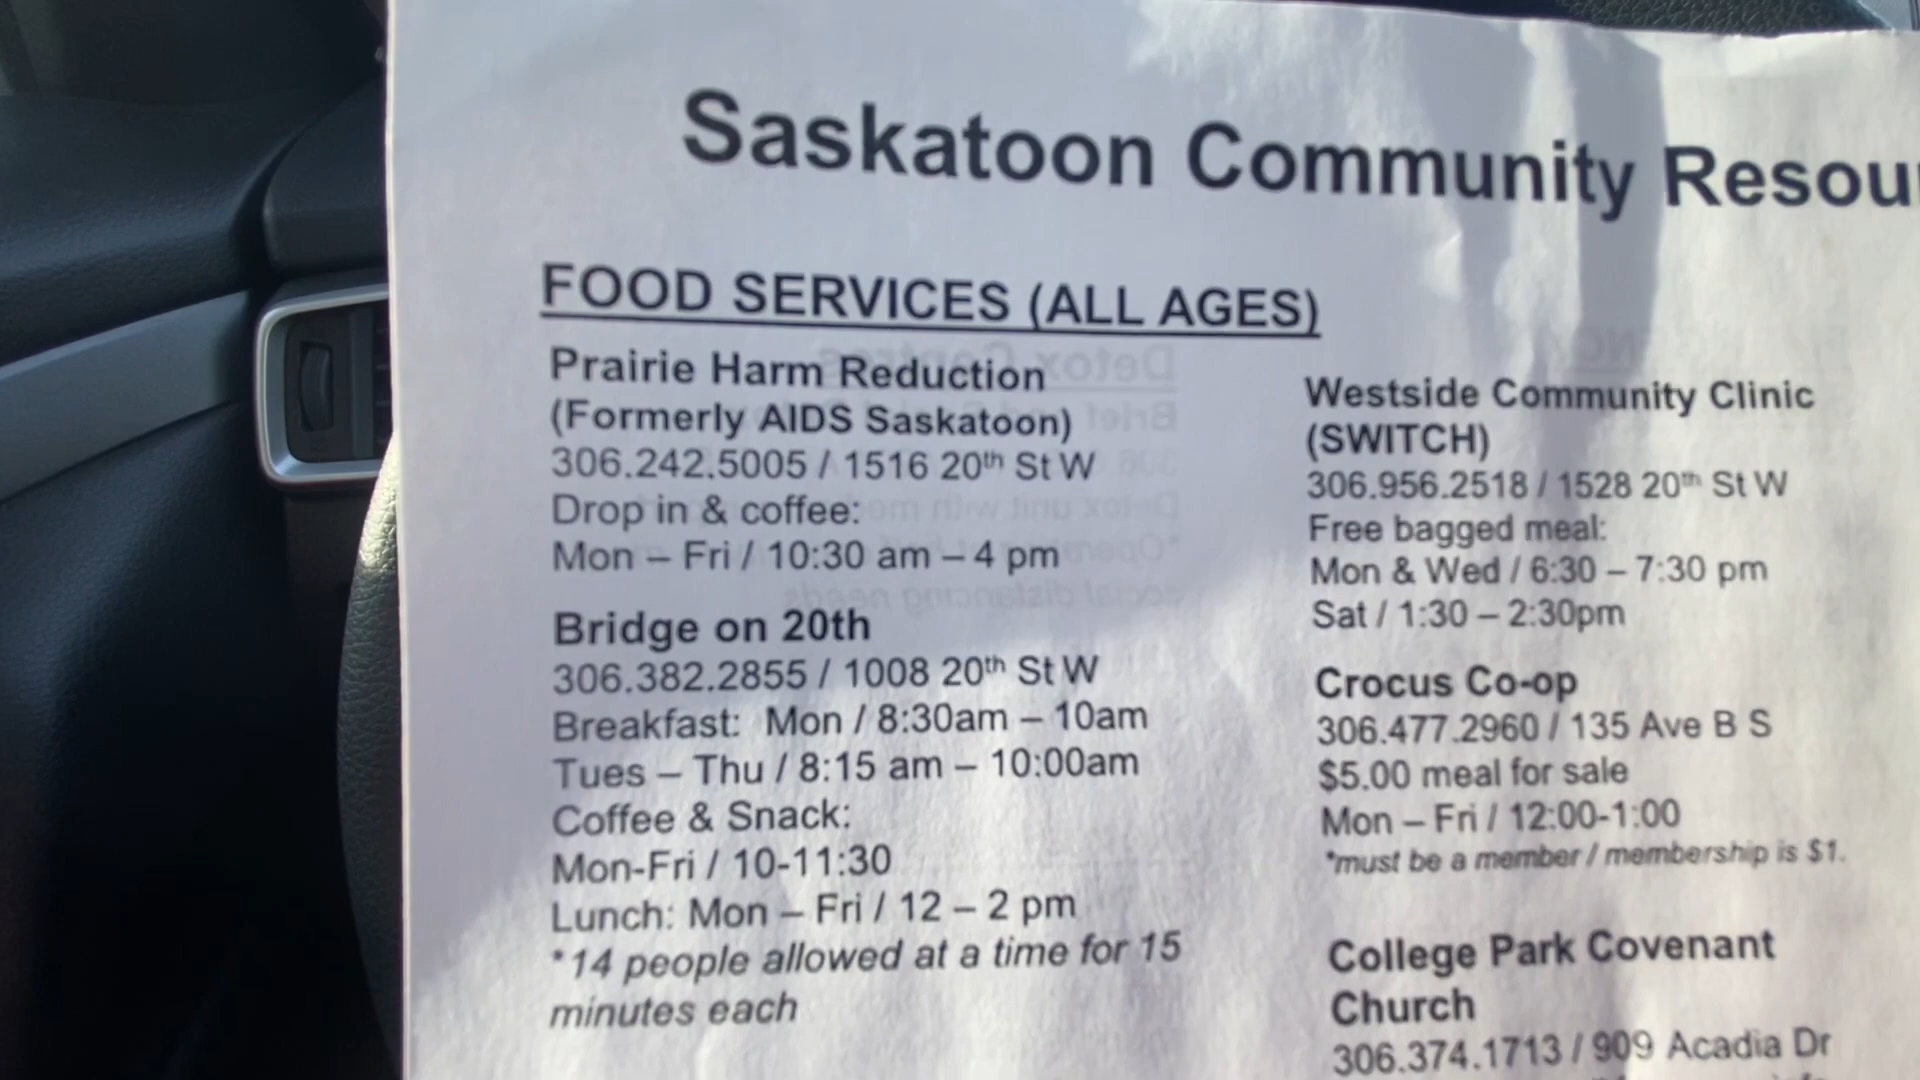 Saskatoon Community
FOOD SERVICES (ALL AGES)
Prairie Harm Reduction
(Formerly AIDS Saskatoon)
306.242.5005 / 1516 20th St W
Drop in & coffee:
Mon – Fri / 10:30 am – 4 pm
Bridge on 20th
306.382.2855 / 1008 20th St W
Breakfast: Mon / 8:30am – 10am
Tues – Thu / 8:15 am – 10:00am
Coffee & Snack:
Mon-Fri / 10-11:30
Lunch: Mon – Fri / 12 – 2 pm
*14 people allowed at a time for 15
minutes each
Westside Community Clinic
(SWITCH)
306.956.2518 / 1528 20th St W
Free bagged meal:
Mon & Wed / 6:30 – 7:30 pm
Sat / 1:30 – 2:30pm
Crocus Co-op
306.477.2960 / 135 Ave B S
$5.00 meal for sale
Mon – Fri / 12:00-1:00
*must be a member / membership is $1.
College Park Covenant
Church
306.374.1713 / 909 Acadia Dr